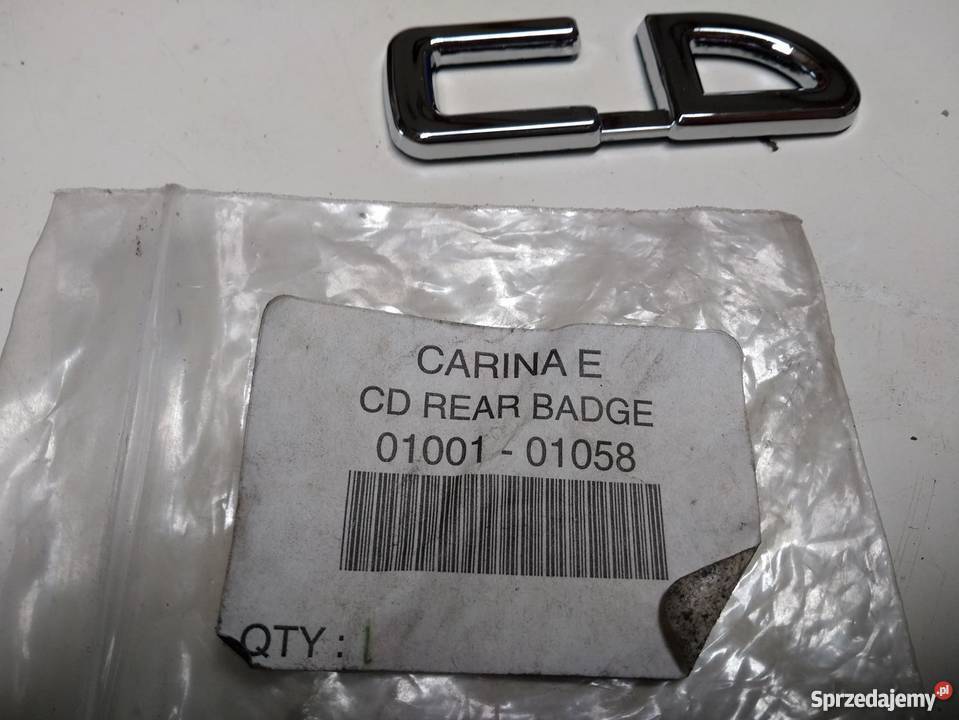 CD
CARINA E
CD REAR BADGE
01001 - 01058
QTY : 1
Sprzedajemy.pl